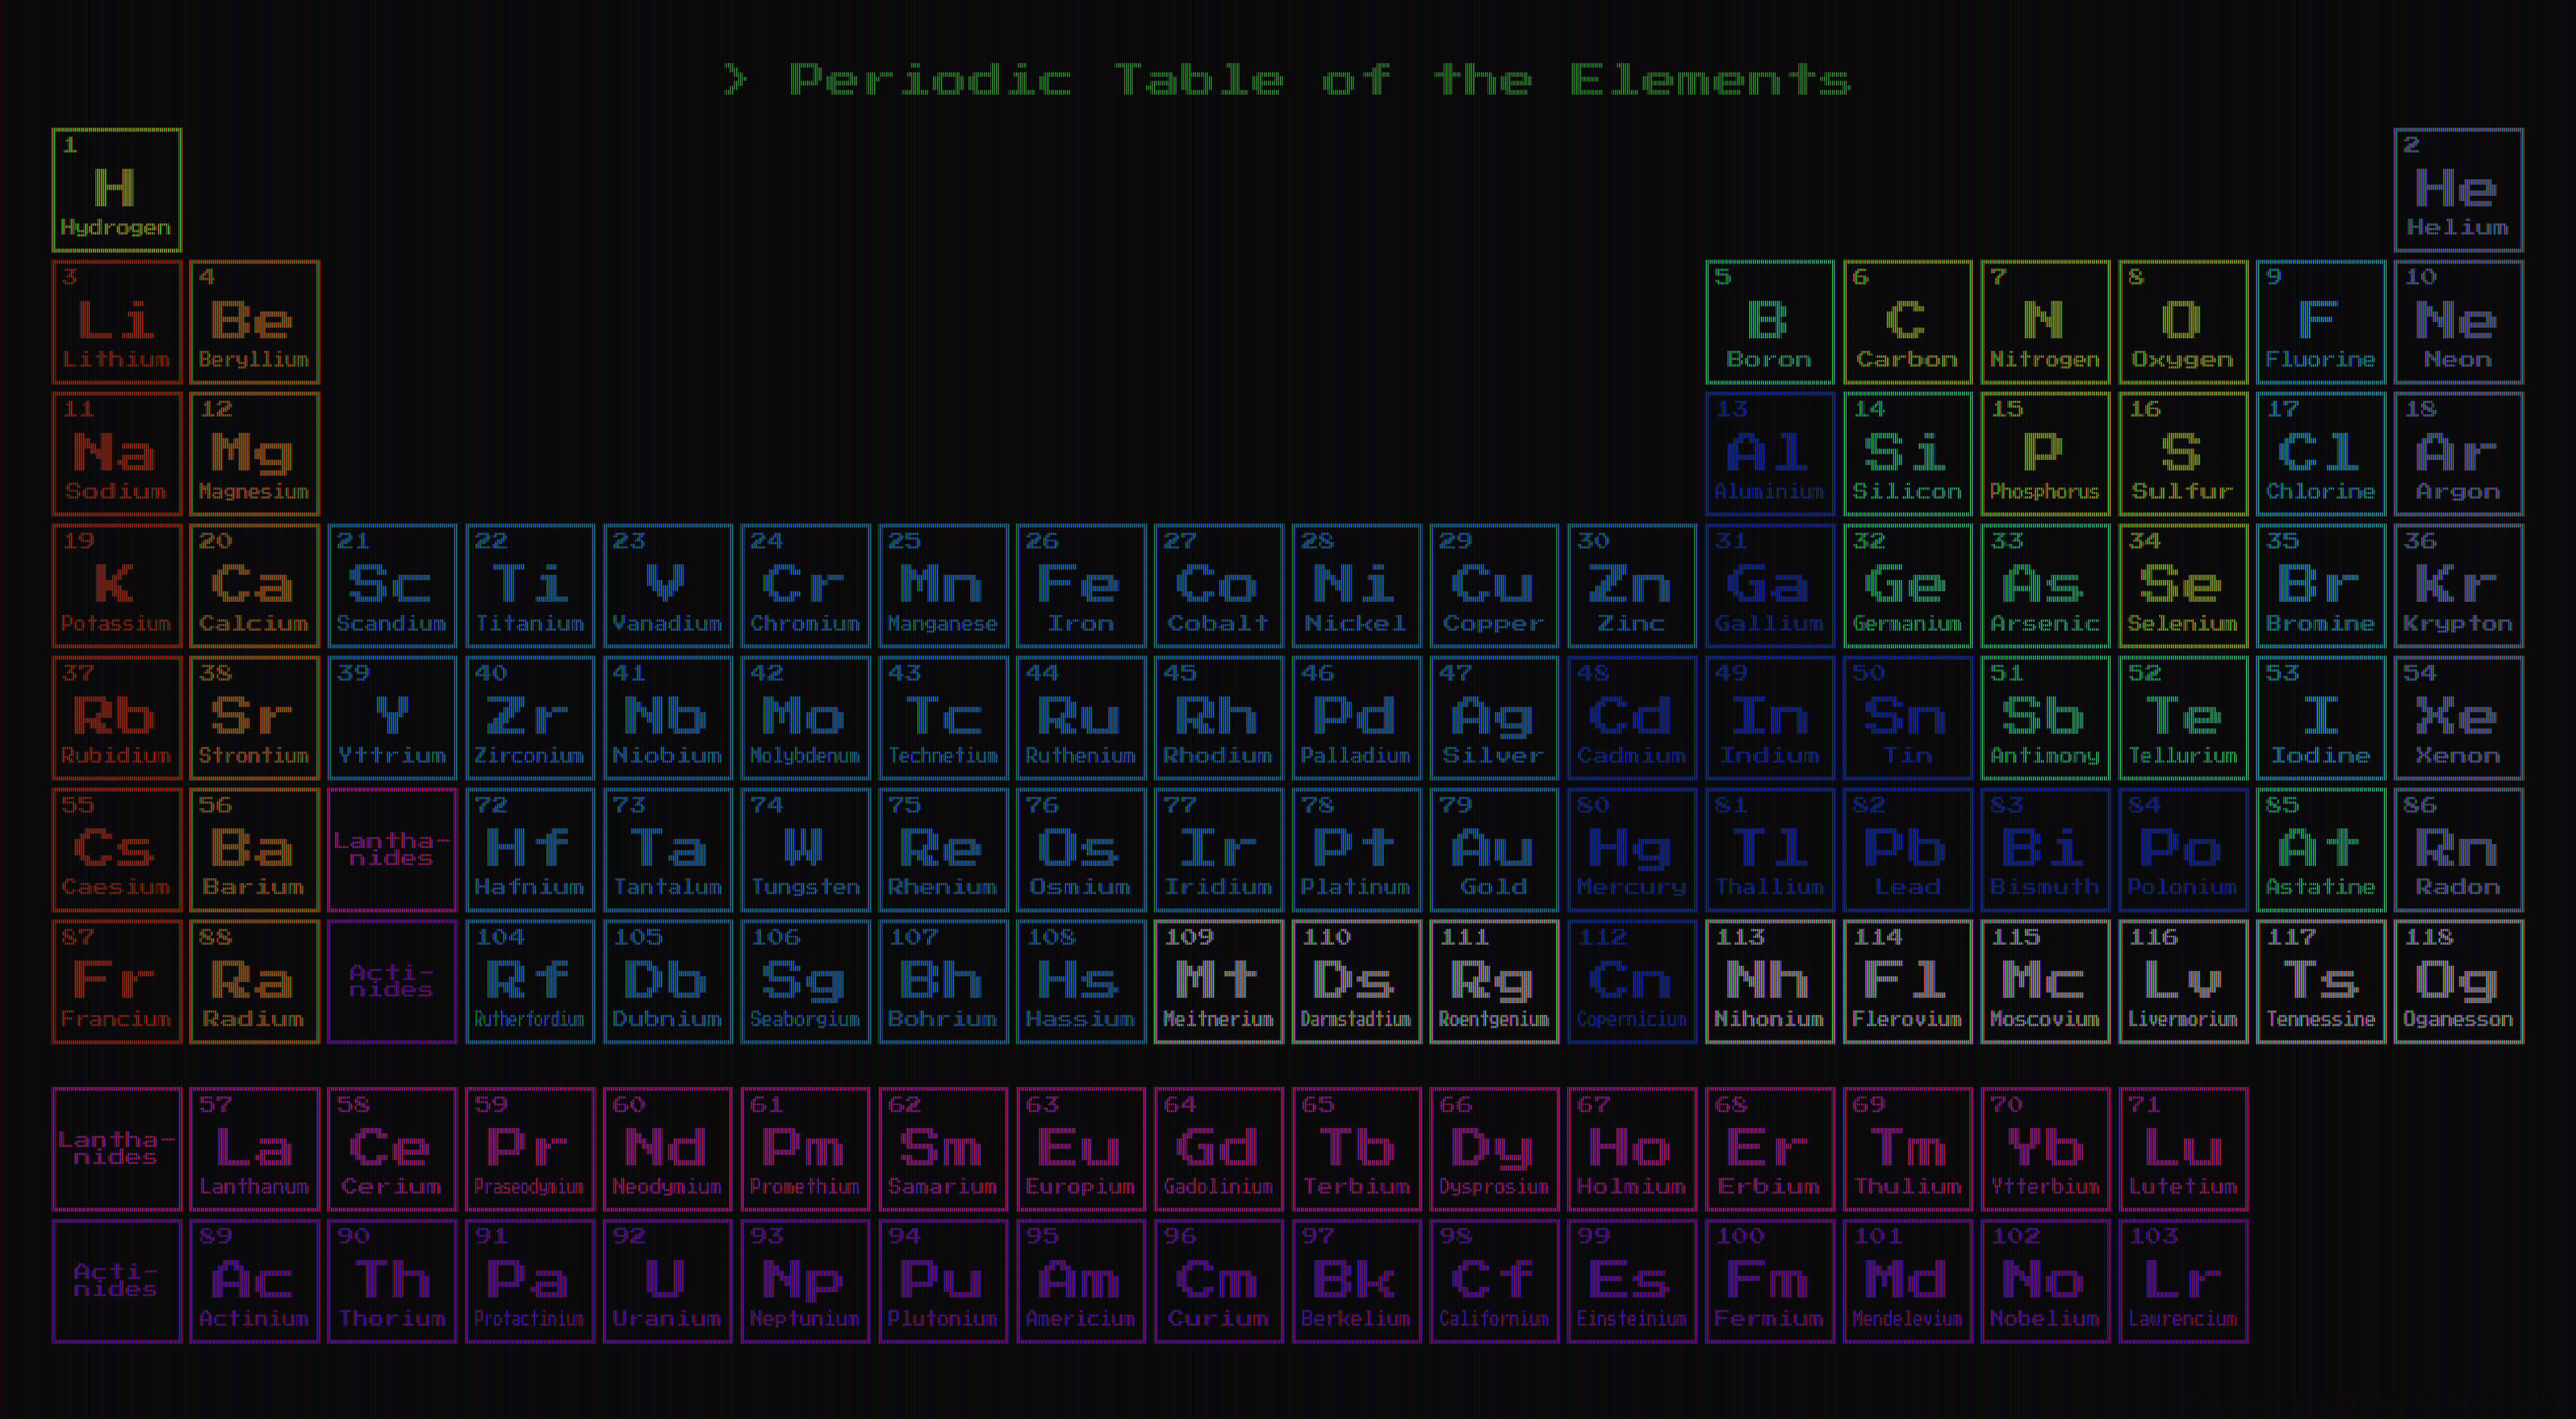 > Periodic Table of the Elements
1 2
H He
Hydrogen Helium
3 4 5 6 7 8 9 10
Li Be B C N O F Ne
Lithium Beryllium Boron Carbon Nitrogen Oxygen Fluorine Neon
11 12 13 14 15 16 17 18
Na Mg Al Si P S Cl Ar
Sodium Magnesium Aluminium Silicon Phosphorus Sulfur Chlorine Argon
19 20 21 22 23 24 25 26 27 28 29 30 31 32 33 34 35 36
K Ca Sc Ti V Cr Mn Fe Co Ni Cu Zn Ga Ge As Se Br Kr
Potassium Calcium Scandium Titanium Vanadium Chromium Manganese Iron Cobalt Nickel Copper Zinc Gallium Germanium Arsenic Selenium Bromine Krypton
37 38 39 40 41 42 43 44 45 46 47 48 49 50 51 52 53 54
Rb Sr Y Zr Nb Mo Tc Ru Rh Pd Ag Cd In Sn Sb Te I Xe
Rubidium Strontium Yttrium Zirconium Niobium Molybdenum Technetium Ruthenium Rhodium Palladium Silver Cadmium Indium Tin Antimony Tellurium Iodine Xenon
55 56 72 73 74 75 76 77 78 79 80 81 82 83 84 85 86
Cs Ba Lantha-
nides Hf Ta W Re Os Ir Pt Au Hg Tl Pb Bi Po At Rn
Caesium Barium Hafnium Tantalum Tungsten Rhenium Osmium Iridium Platinum Gold Mercury Thallium Lead Bismuth Polonium Astatine Radon
87 88 104 105 106 107 108 109 110 111 112 113 114 115 116 117 118
Fr Ra Acti-
nides Rf Db Sg Bh Hs Mt Ds Rg Cn Nh Fl Mc Lv Ts Og
Francium Radium Rutherfordium Dubnium Seaborgium Bohrium Hassium Meitnerium Darmstadtium Roentgenium Copernicium Nihonium Flerovium Moscovium Livermorium Tennessine Oganesson
57 58 59 60 61 62 63 64 65 66 67 68 69 70 71
Lantha-
nides La Ce Pr Nd Pm Sm Eu Gd Tb Dy Ho Er Tm Yb Lu
Lanthanum Cerium Praseodymium Neodymium Promethium Samarium Europium Gadolinium Terbium Dysprosium Holmium Erbium Thulium Ytterbium Lutetium
89 90 91 92 93 94 95 96 97 98 99 100 101 102 103
Acti-
nides Ac Th Pa U Np Pu Am Cm Bk Cf Es Fm Md No Lr
Actinium Thorium Protactinium Uranium Neptunium Plutonium Americium Curium Berkelium Californium Einsteinium Fermium Mendelevium Nobelium Lawrencium